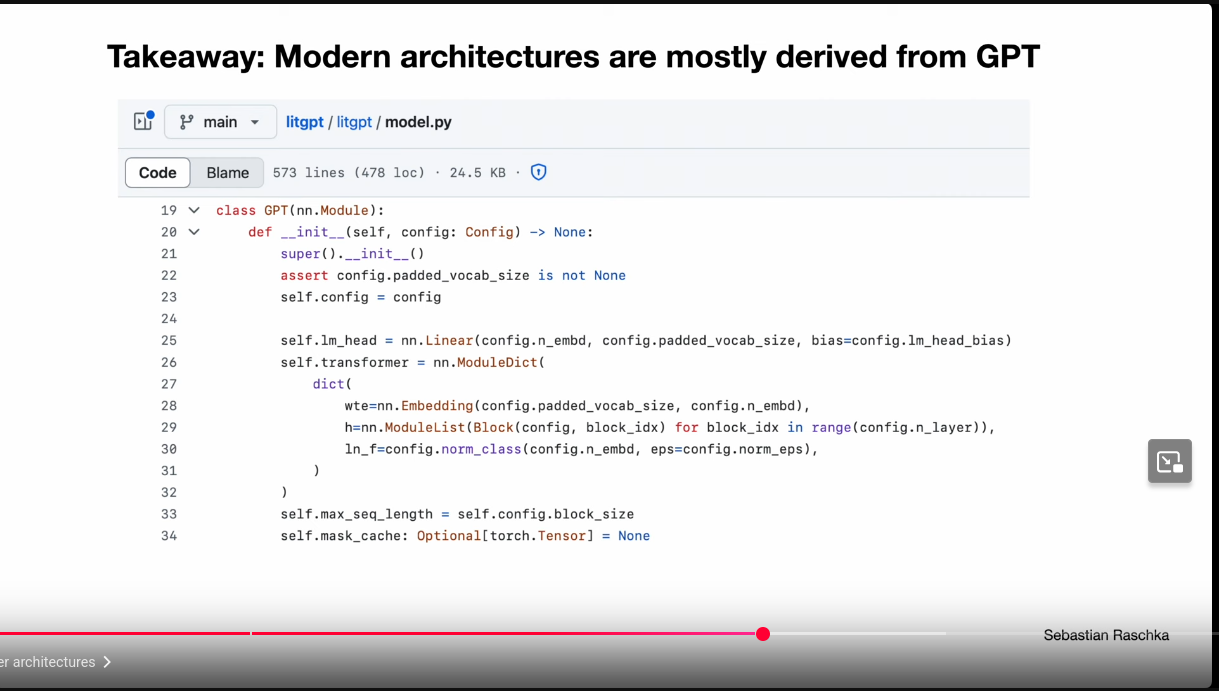 Takeaway: Modern architectures are mostly derived from GPT
main litgpt / litgpt / model.py
Code Blame 573 lines (478 loc) · 24.5 KB ·
19 class GPT(nn.Module):
20     def __init__(self, config: Config) -> None:
21         super().__init__()
22         assert config.padded_vocab_size is not None
23         self.config = config
24
25         self.lm_head = nn.Linear(config.n_embd, config.padded_vocab_size, bias=config.lm_head_bias)
26         self.transformer = nn.ModuleDict(
27             dict(
28                 wte=nn.Embedding(config.padded_vocab_size, config.n_embd),
29                 h=nn.ModuleList(Block(config, block_idx) for block_idx in range(config.n_layer)),
30                 ln_f=config.norm_class(config.n_embd, eps=config.norm_eps),
31             )
32         )
33         self.max_seq_length = self.config.block_size
34         self.mask_cache: Optional[torch.Tensor] = None
Sebastian Raschka
er architectures